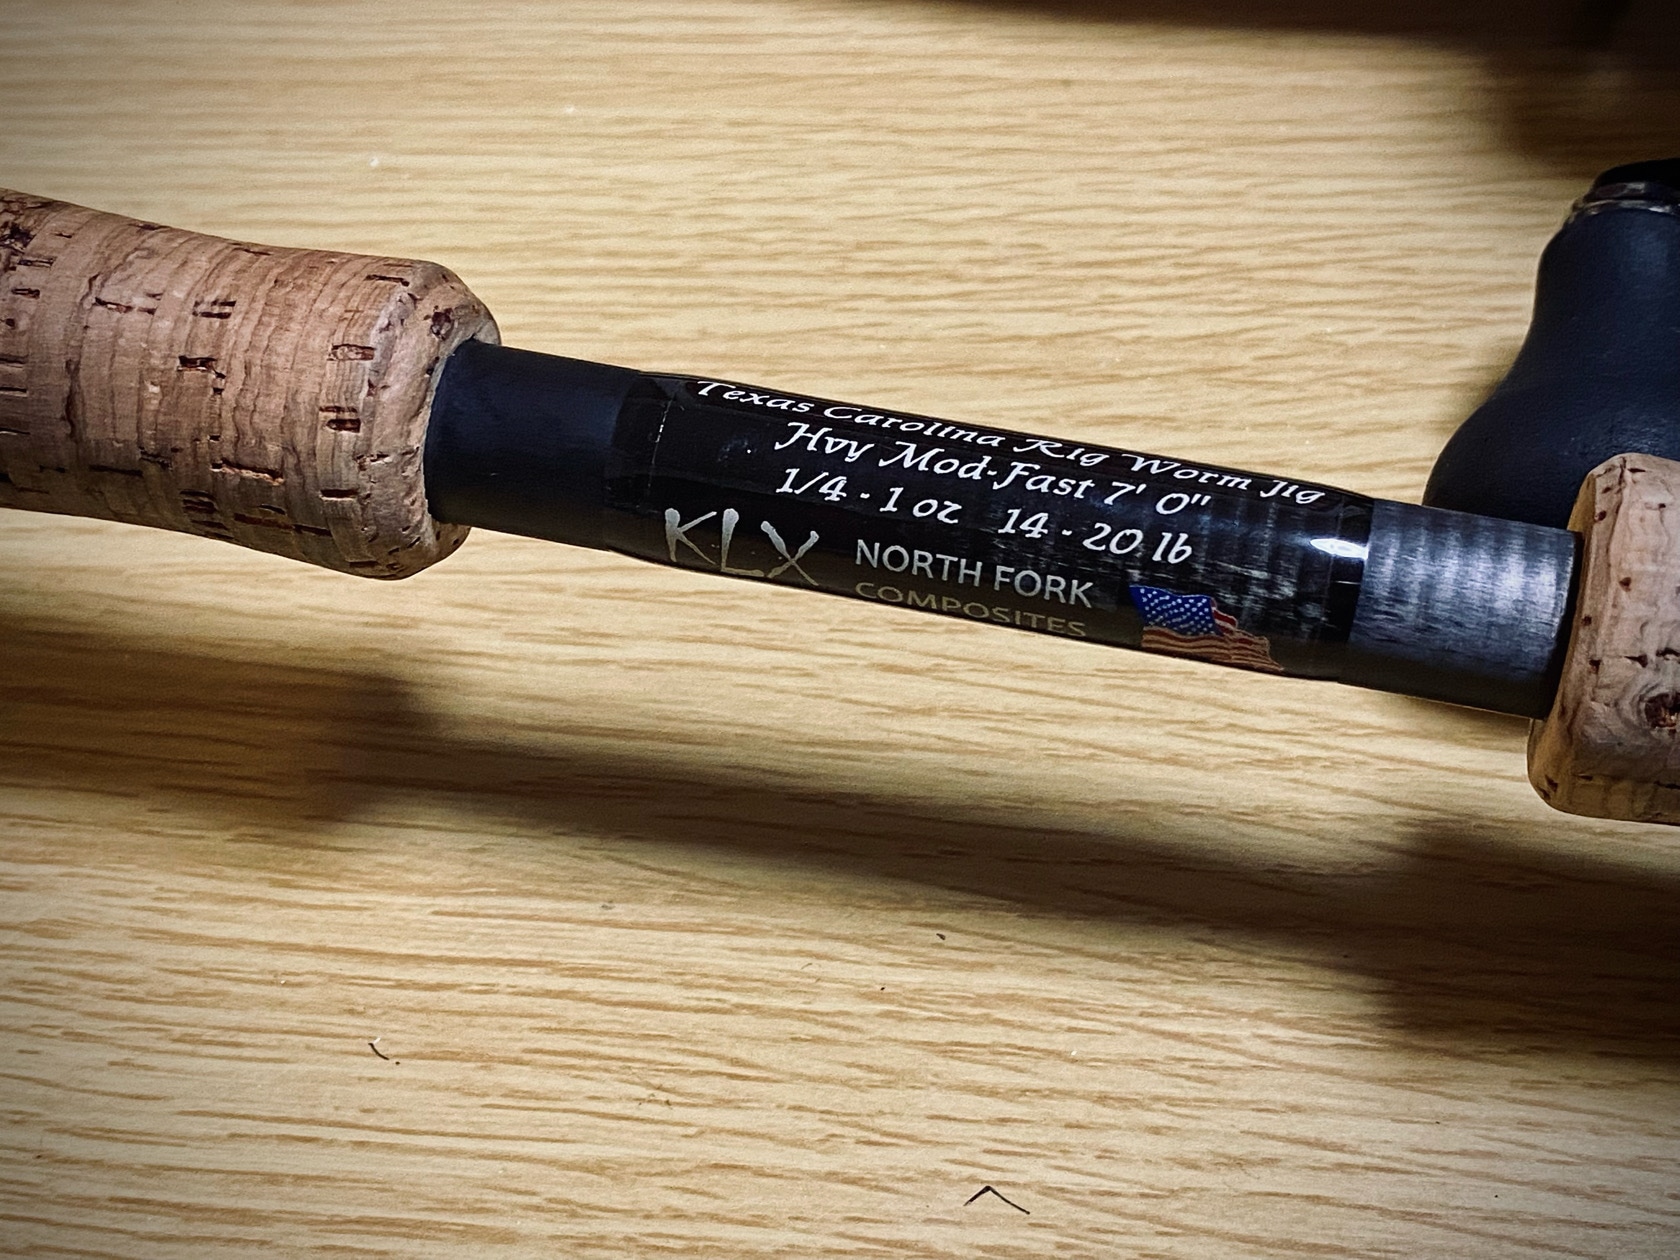 Texas Carolina Rig Worm Jig
Hvy Mod-Fast 7' 0"
1/4 - 1 oz 14 - 20 lb
KLX NORTH FORK
COMPOSITES